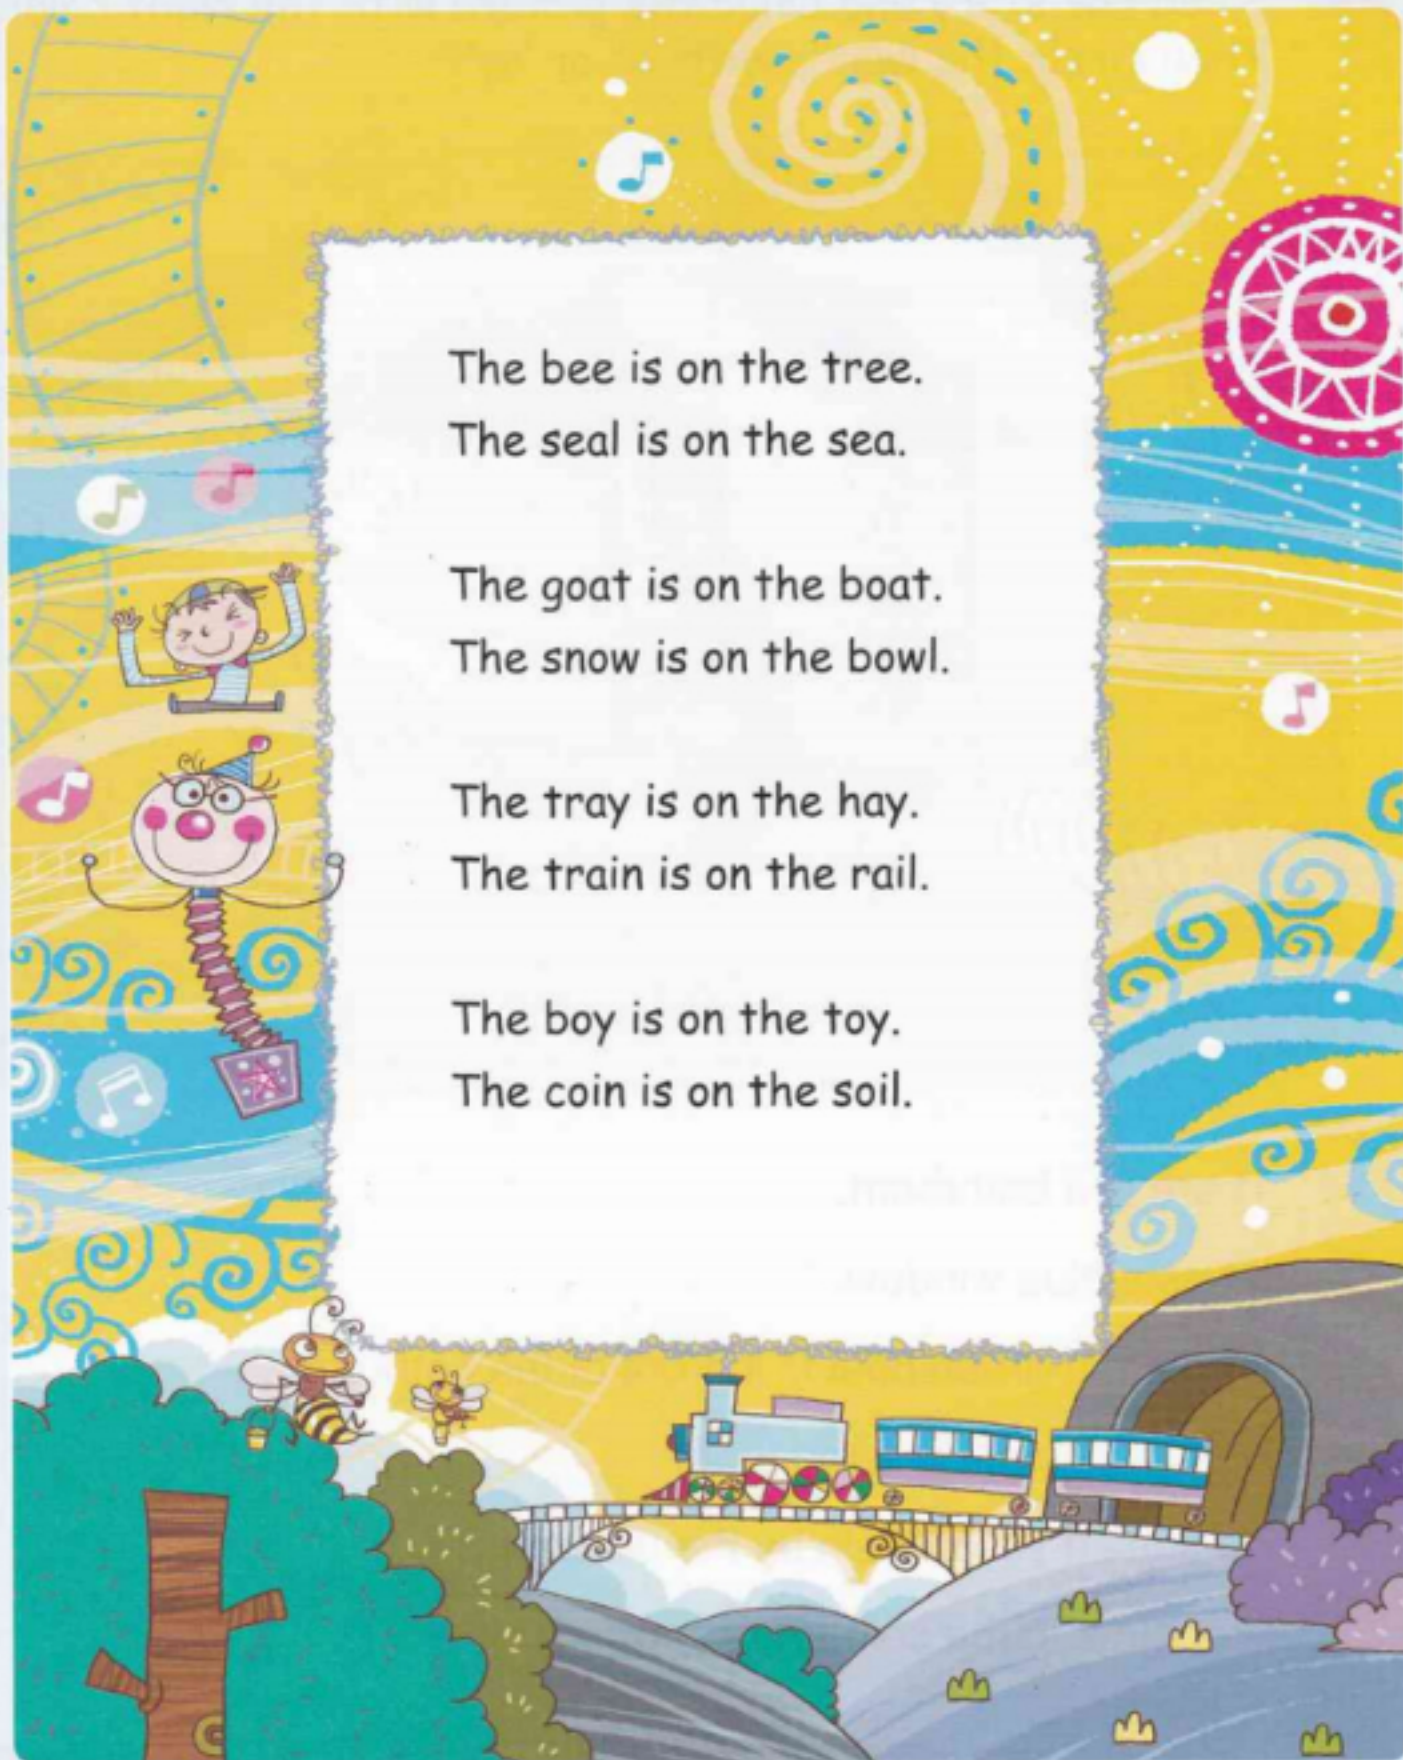 The bee is on the tree.
The seal is on the sea.
The goat is on the boat.
The snow is on the bowl.
The tray is on the hay.
The train is on the rail.
The boy is on the toy.
The coin is on the soil.